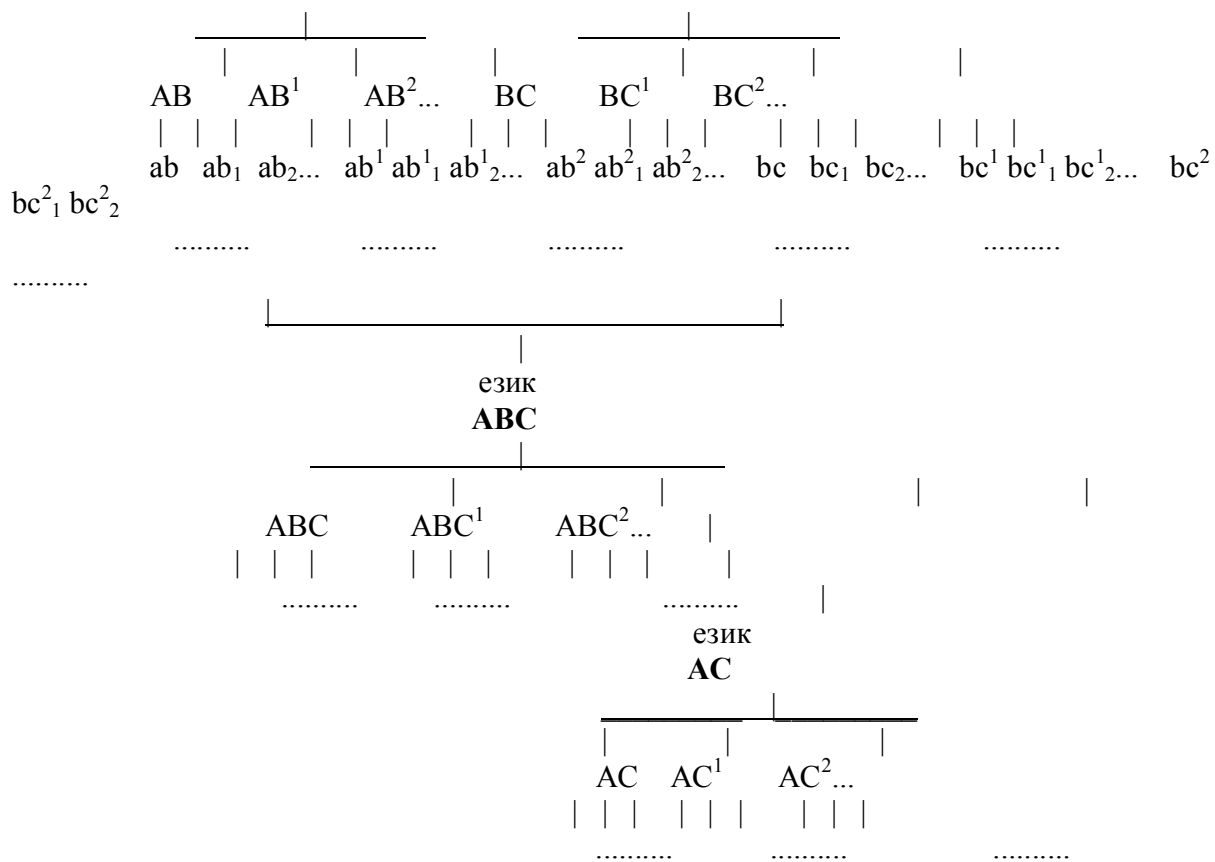 AB AB¹ AB²... BC BC¹ BC²...
ab ab₁ ab₂... ab¹ ab¹₁ ab¹₂... ab² ab²₁ ab²₂... bc bc₁ bc₂... bc¹ bc¹₁ bc¹₂... bc²
bc²₁ bc²₂
.......... .......... .......... .......... ..........
..........
език
ABC
ABC ABC¹ ABC²...
.......... .......... ..........
език
AC
AC AC¹ AC²...
.......... .......... ..........